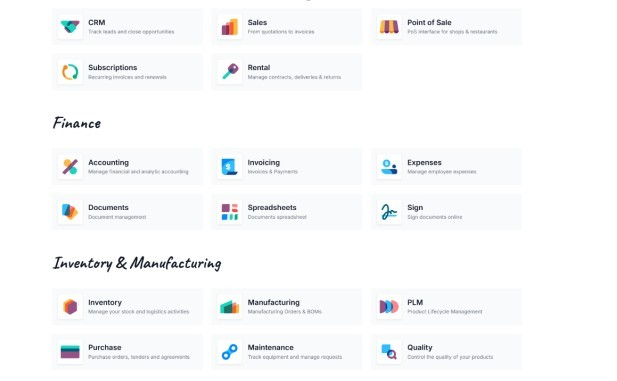 CRM
Track leads and close opportunities
Sales
From quotations to invoices
Point of Sale
PoS interface for shops & restaurants
Subscriptions
Recurring invoices and renewals
Rental
Manage contracts, deliveries & returns
Finance
Accounting
Manage financial and analytic accounting
Invoicing
Invoices & Payments
Expenses
Manage employee expenses
Documents
Document management
Spreadsheets
Documents spreadsheet
Sign
Sign documents online
Inventory & Manufacturing
Inventory
Manage your stock and logistics activities
Manufacturing
Manufacturing Orders & BOMs
PLM
Product Lifecycle Management
Purchase
Purchase orders, tenders and agreements
Maintenance
Track equipment and manage requests
Quality
Control the quality of your products